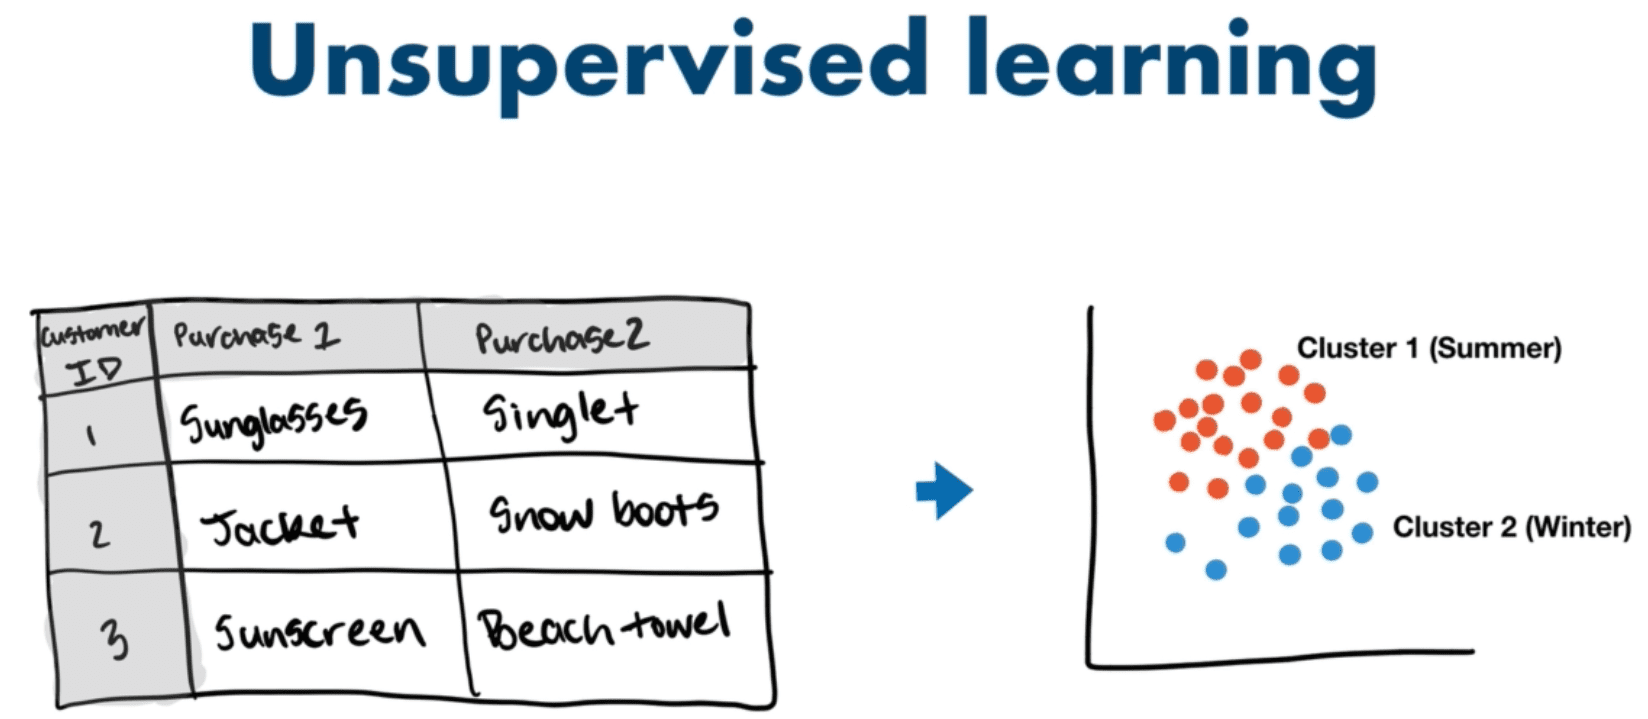 Unsupervised learning
Customer ID Purchase 1 Purchase 2
1 Sunglasses Singlet
2 Jacket Snow boots
3 Sunscreen Beach towel
Cluster 1 (Summer)
Cluster 2 (Winter)